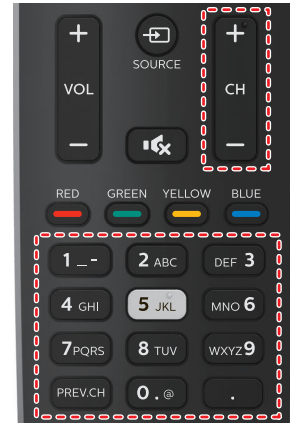 + +
SOURCE
VOL CH
- -
RED GREEN YELLOW BLUE
1 _ - 2 ABC DEF 3
4 GHI 5 JKL MNO 6
7PQRS 8 TUV WXYZ9
PREV.CH 0 . @ .